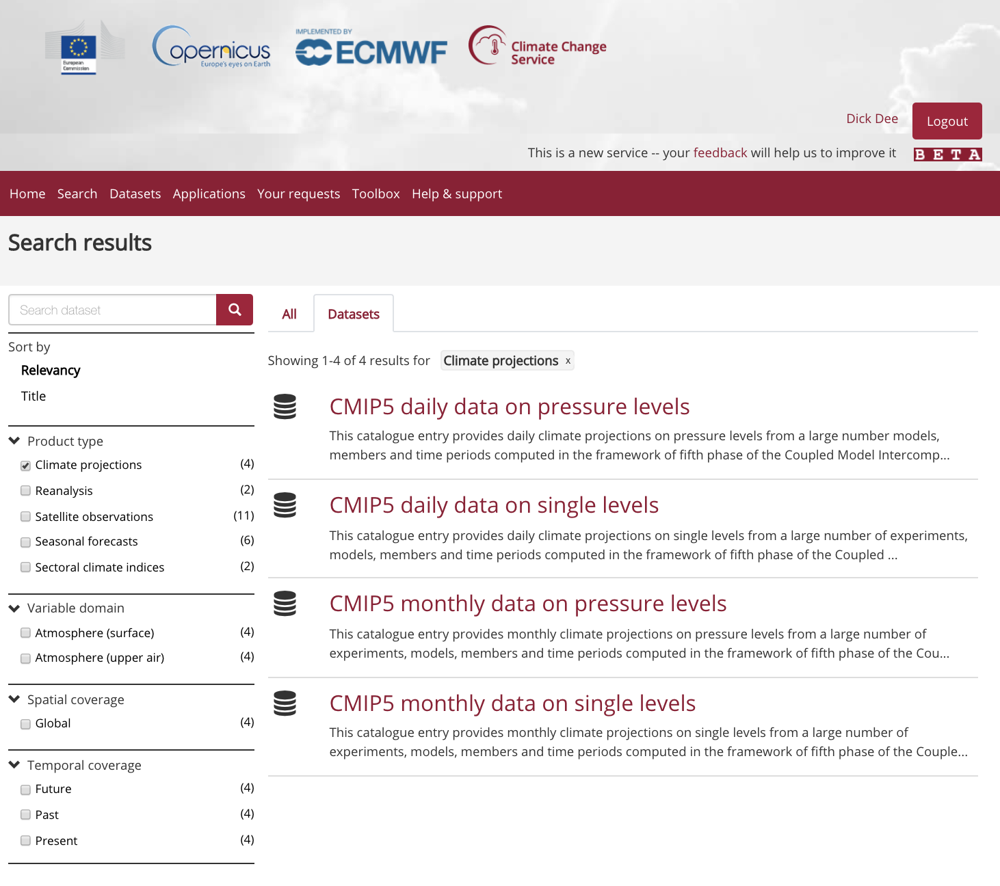 European
Commission
opernicus
Europe's eyes on Earth
IMPLEMENTED BY
ECMWF
Climate Change
Service
Dick Dee
Logout
This is a new service -- your feedback will help us to improve it
BETA
Home Search Datasets Applications Your requests Toolbox Help & support
Search results
Search dataset
Sort by
Relevancy
Title
Product type
Climate projections (4)
Reanalysis (2)
Satellite observations (11)
Seasonal forecasts (6)
Sectoral climate indices (2)
Variable domain
Atmosphere (surface) (4)
Atmosphere (upper air) (4)
Spatial coverage
Global (4)
Temporal coverage
Future (4)
Past (4)
Present (4)
All Datasets
Showing 1-4 of 4 results for Climate projections x
CMIP5 daily data on pressure levels
This catalogue entry provides daily climate projections on pressure levels from a large number models,
members and time periods computed in the framework of fifth phase of the Coupled Model Intercomp...
CMIP5 daily data on single levels
This catalogue entry provides daily climate projections on single levels from a large number of experiments,
models, members and time periods computed in the framework of fifth phase of the Coupled ...
CMIP5 monthly data on pressure levels
This catalogue entry provides monthly climate projections on pressure levels from a large number of
experiments, models, members and time periods computed in the framework of fifth phase of the Cou...
CMIP5 monthly data on single levels
This catalogue entry provides monthly climate projections on single levels from a large number of
experiments, models, members and time periods computed in the framework of fifth phase of the Couple...